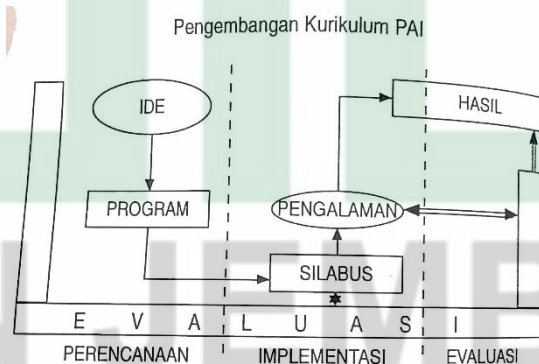 Pengembangan Kurikulum PAI
IDE
HASIL
PROGRAM
PENGALAMAN
SILABUS
E V A L U A S I
PERENCANAAN
IMPLEMENTASI
EVALUASI